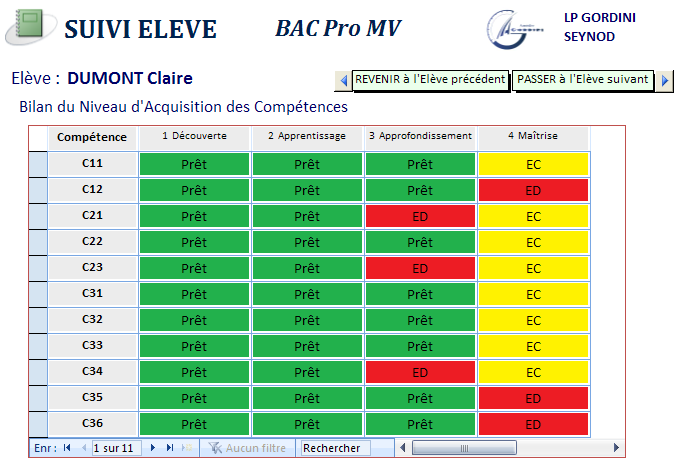 SUIVI ELEVE
BAC Pro MV
LP GORDINI
SEYNOD
Elève : DUMONT Claire
REVENIR à l'Elève précédent
PASSER à l'Elève suivant
Bilan du Niveau d'Acquisition des Compétences
Compétence 1 Découverte 2 Apprentissage 3 Approfondissement 4 Maîtrise
C11 Prêt Prêt Prêt EC
C12 Prêt Prêt Prêt ED
C21 Prêt Prêt ED EC
C22 Prêt Prêt Prêt EC
C23 Prêt Prêt ED EC
C31 Prêt Prêt Prêt EC
C32 Prêt Prêt Prêt EC
C33 Prêt Prêt Prêt EC
C34 Prêt Prêt ED EC
C35 Prêt Prêt Prêt ED
C36 Prêt Prêt Prêt ED
Enr : 1 sur 11 Aucun filtre Rechercher